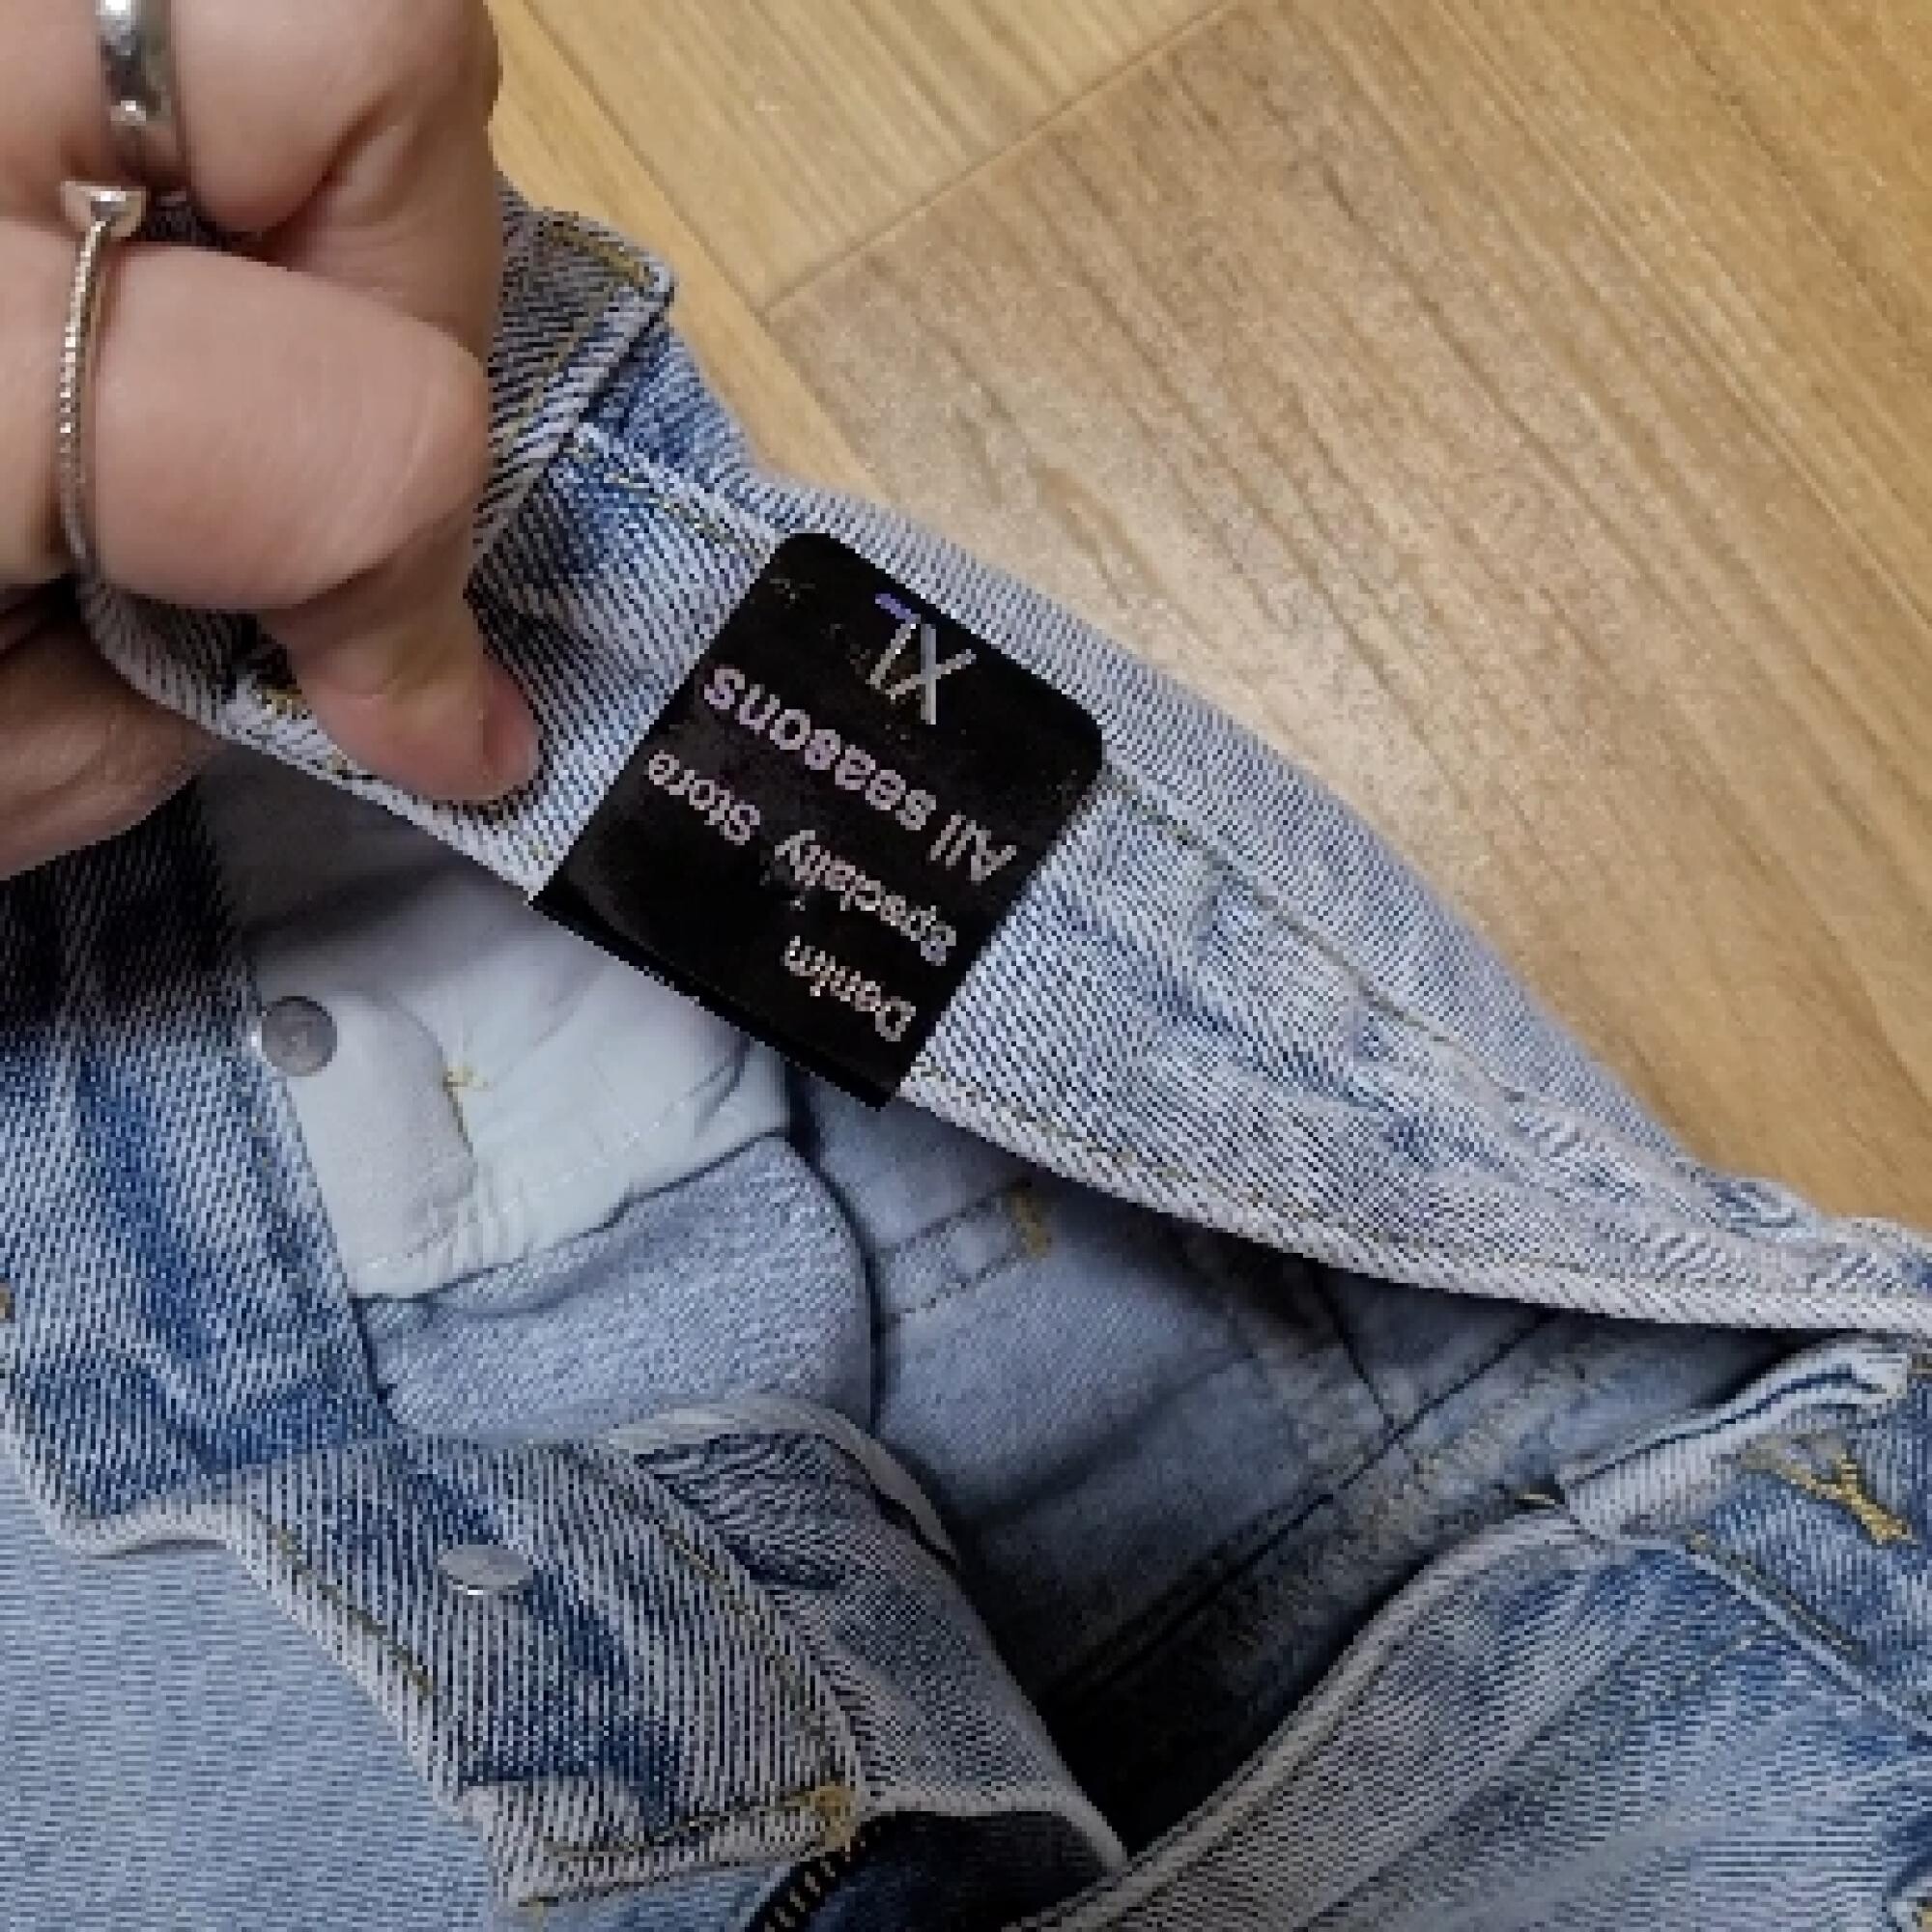 Denim
Specialty store
All seasons
XL